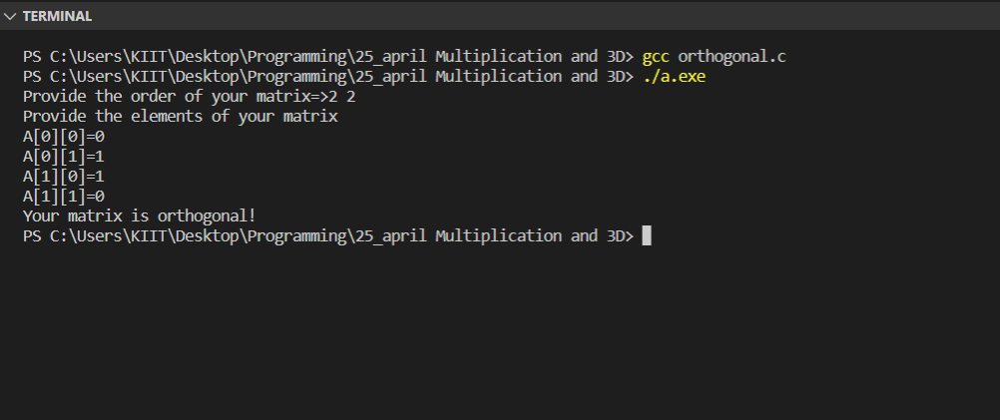 TERMINAL
PS C:\Users\KIIT\Desktop\Programming\25_april Multiplication and 3D> gcc orthogonal.c
PS C:\Users\KIIT\Desktop\Programming\25_april Multiplication and 3D> ./a.exe
Provide the order of your matrix=>2 2
Provide the elements of your matrix
A[0][0]=0
A[0][1]=1
A[1][0]=1
A[1][1]=0
Your matrix is orthogonal!
PS C:\Users\KIIT\Desktop\Programming\25_april Multiplication and 3D>